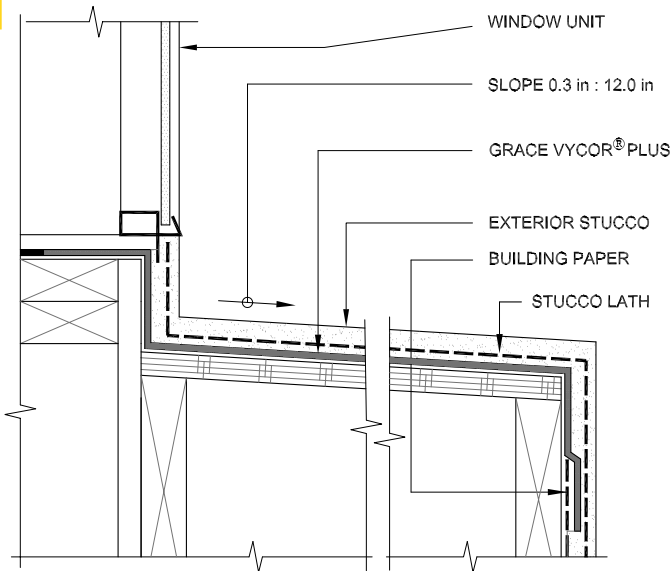 WINDOW UNIT
SLOPE 0.3 in : 12.0 in
GRACE VYCOR® PLUS
EXTERIOR STUCCO
BUILDING PAPER
STUCCO LATH